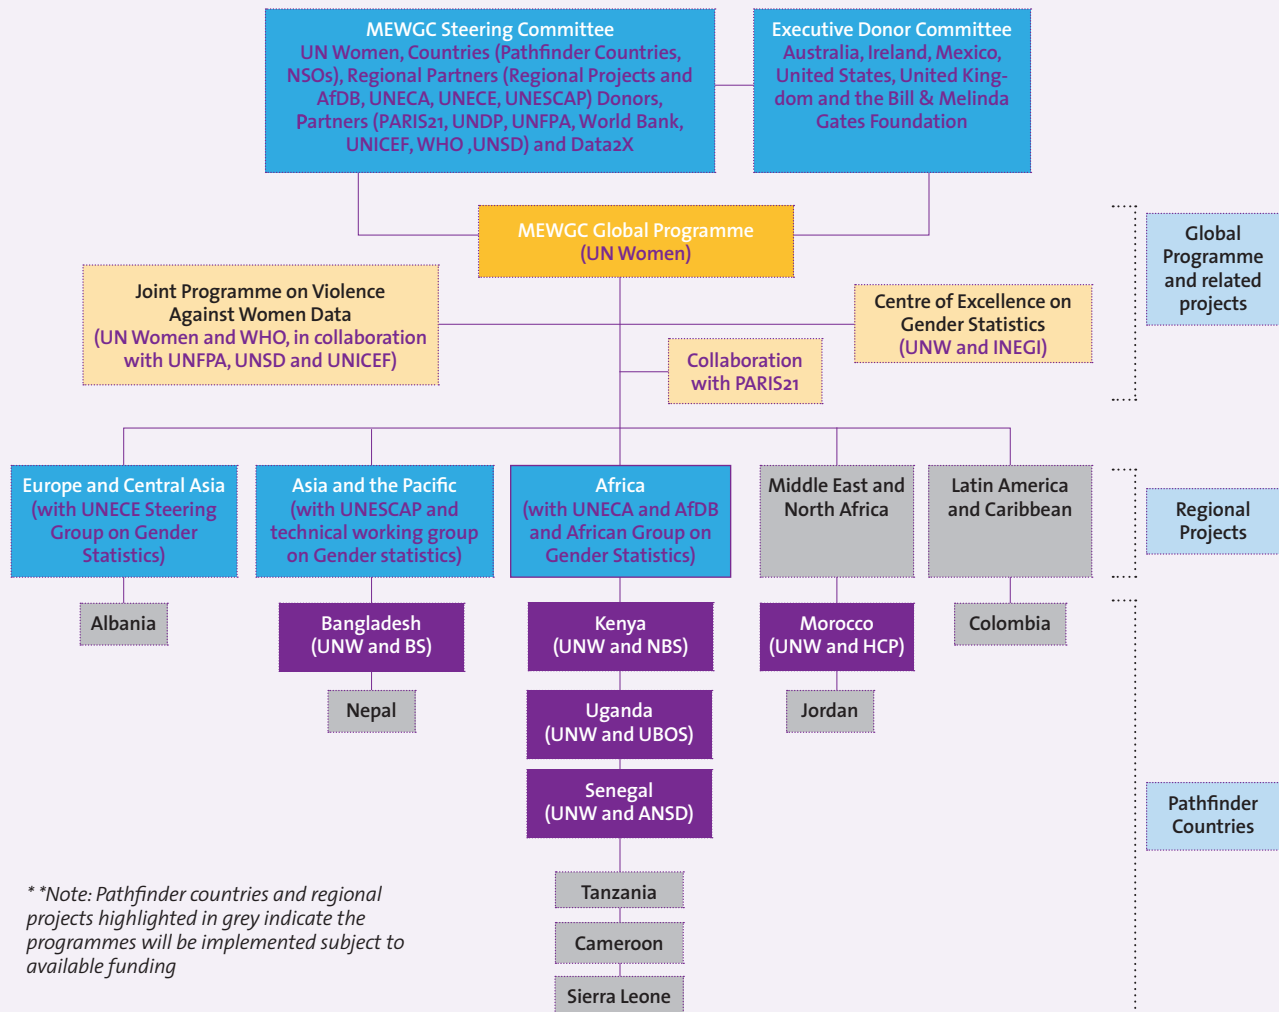 MEWGC Steering Committee
UN Women, Countries (Pathfinder Countries,
NSOs), Regional Partners (Regional Projects and
AfDB, UNECA, UNECE, UNESCAP) Donors,
Partners (PARIS21, UNDP, UNFPA, World Bank,
UNICEF, WHO ,UNSD) and Data2X
Executive Donor Committee
Australia, Ireland, Mexico,
United States, United King-
dom and the Bill & Melinda
Gates Foundation
MEWGC Global Programme
(UN Women)
Global
Programme
and related
projects
Joint Programme on Violence
Against Women Data
(UN Women and WHO, in collaboration
with UNFPA, UNSD and UNICEF)
Centre of Excellence on
Gender Statistics
(UNW and INEGI)
Collaboration
with PARIS21
Europe and Central Asia
(with UNECE Steering
Group on Gender
Statistics)
Asia and the Pacific
(with UNESCAP and
technical working group
on Gender statistics)
Africa
(with UNECA and AfDB
and African Group on
Gender Statistics)
Middle East and
North Africa
Latin America
and Caribbean
Regional
Projects
Albania
Bangladesh
(UNW and BS)
Kenya
(UNW and NBS)
Morocco
(UNW and HCP)
Colombia
Nepal
Uganda
(UNW and UBOS)
Jordan
Senegal
(UNW and ANSD)
Pathfinder
Countries
Tanzania
Cameroon
Sierra Leone
* *Note: Pathfinder countries and regional
projects highlighted in grey indicate the
programmes will be implemented subject to
available funding